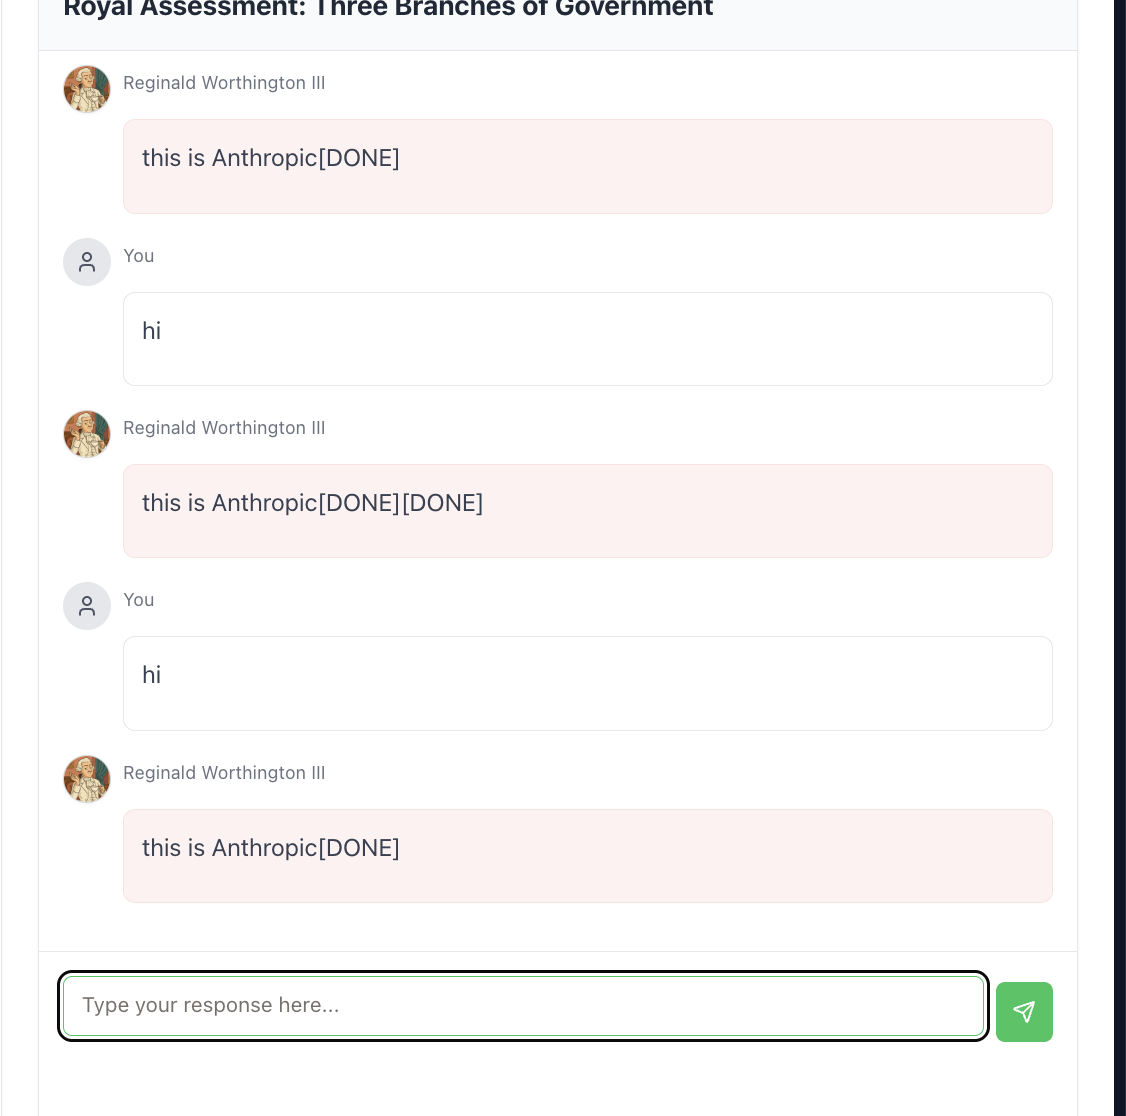 Royal Assessment: Three Branches of Government
Reginald Worthington III
this is Anthropic[DONE]
You
hi
Reginald Worthington III
this is Anthropic[DONE][DONE]
You
hi
Reginald Worthington III
this is Anthropic[DONE]
Type your response here...